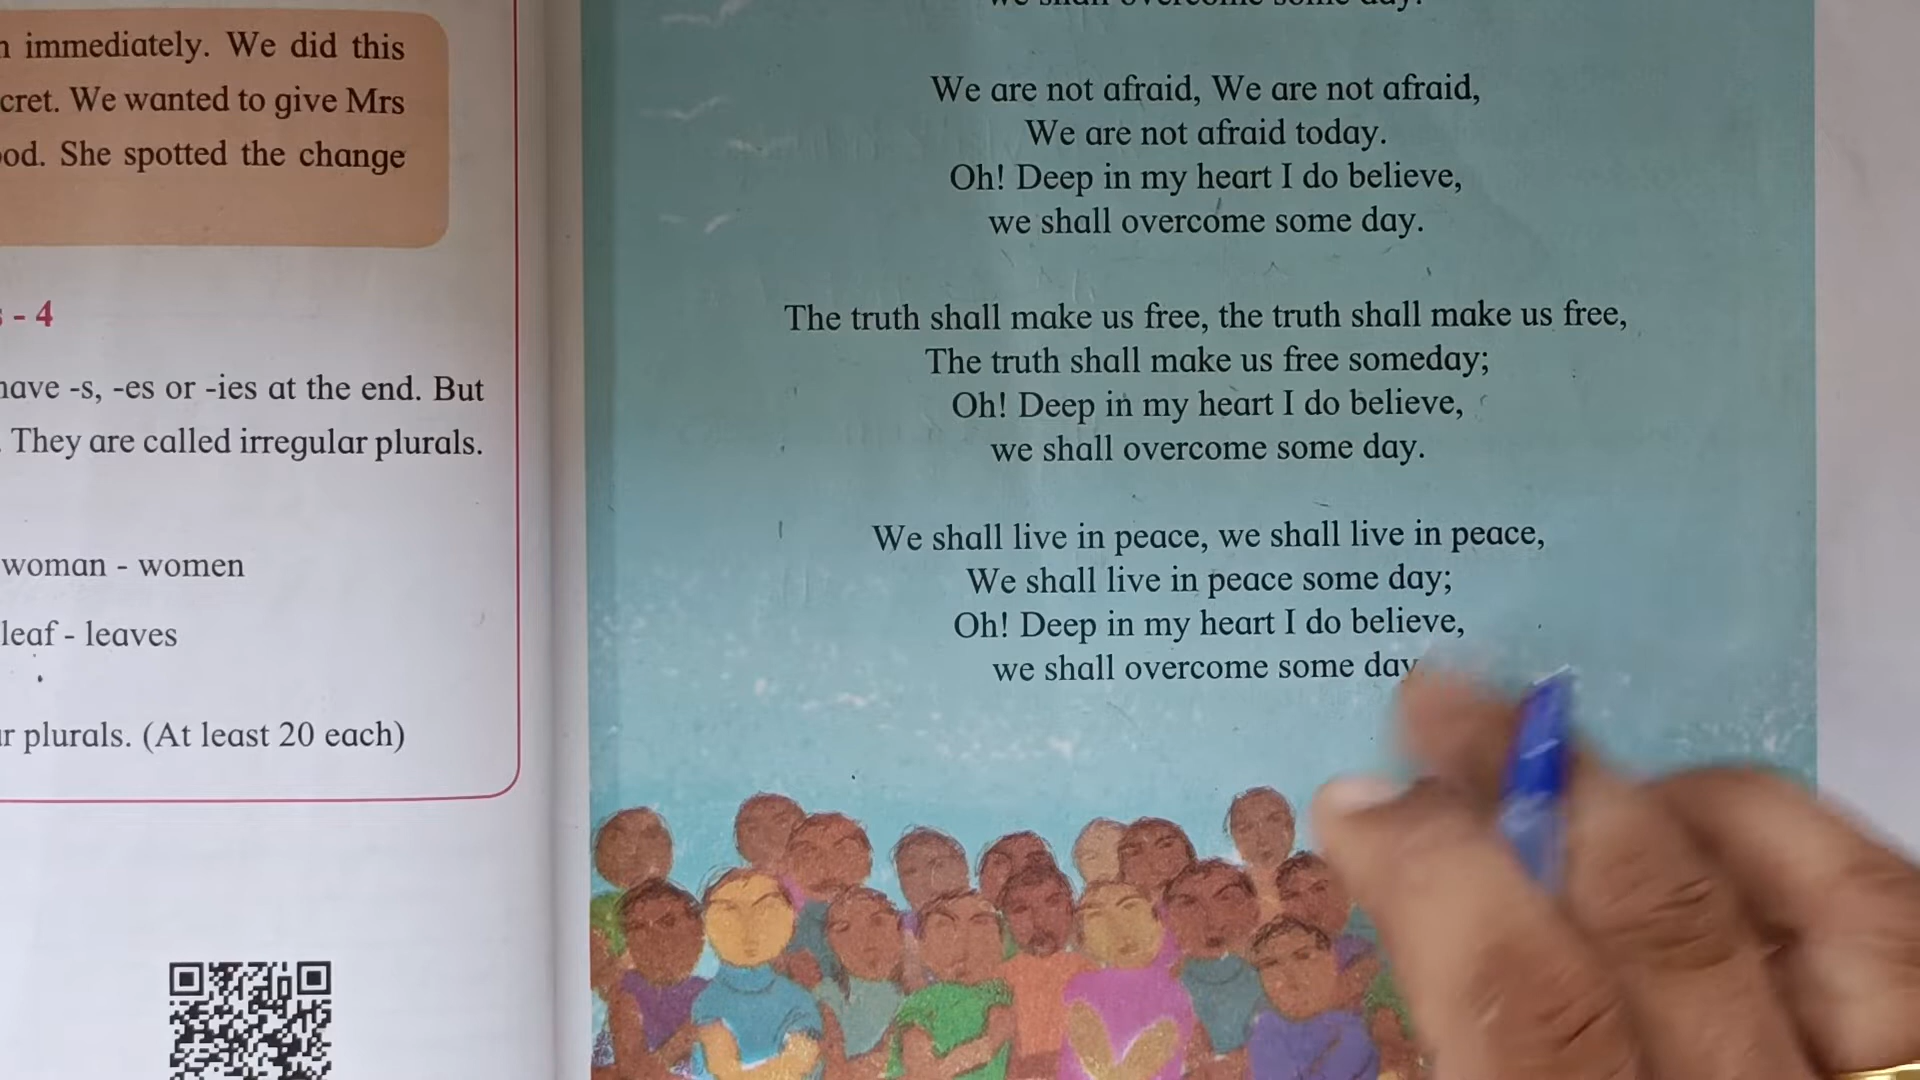 immediately. We did this
We wanted to give Mrs
She spotted the change
- 4
-s, -es or -ies at the end. But
They are called irregular plurals.
woman - women
leaf - leaves
plurals. (At least 20 each)
We are not afraid, We are not afraid,
We are not afraid today.
Oh! Deep in my heart I do believe,
we shall overcome some day.
The truth shall make us free, the truth shall make us free,
The truth shall make us free someday;
Oh! Deep in my heart I do believe,
we shall overcome some day.
We shall live in peace, we shall live in peace,
We shall live in peace some day;
Oh! Deep in my heart I do believe,
we shall overcome some day